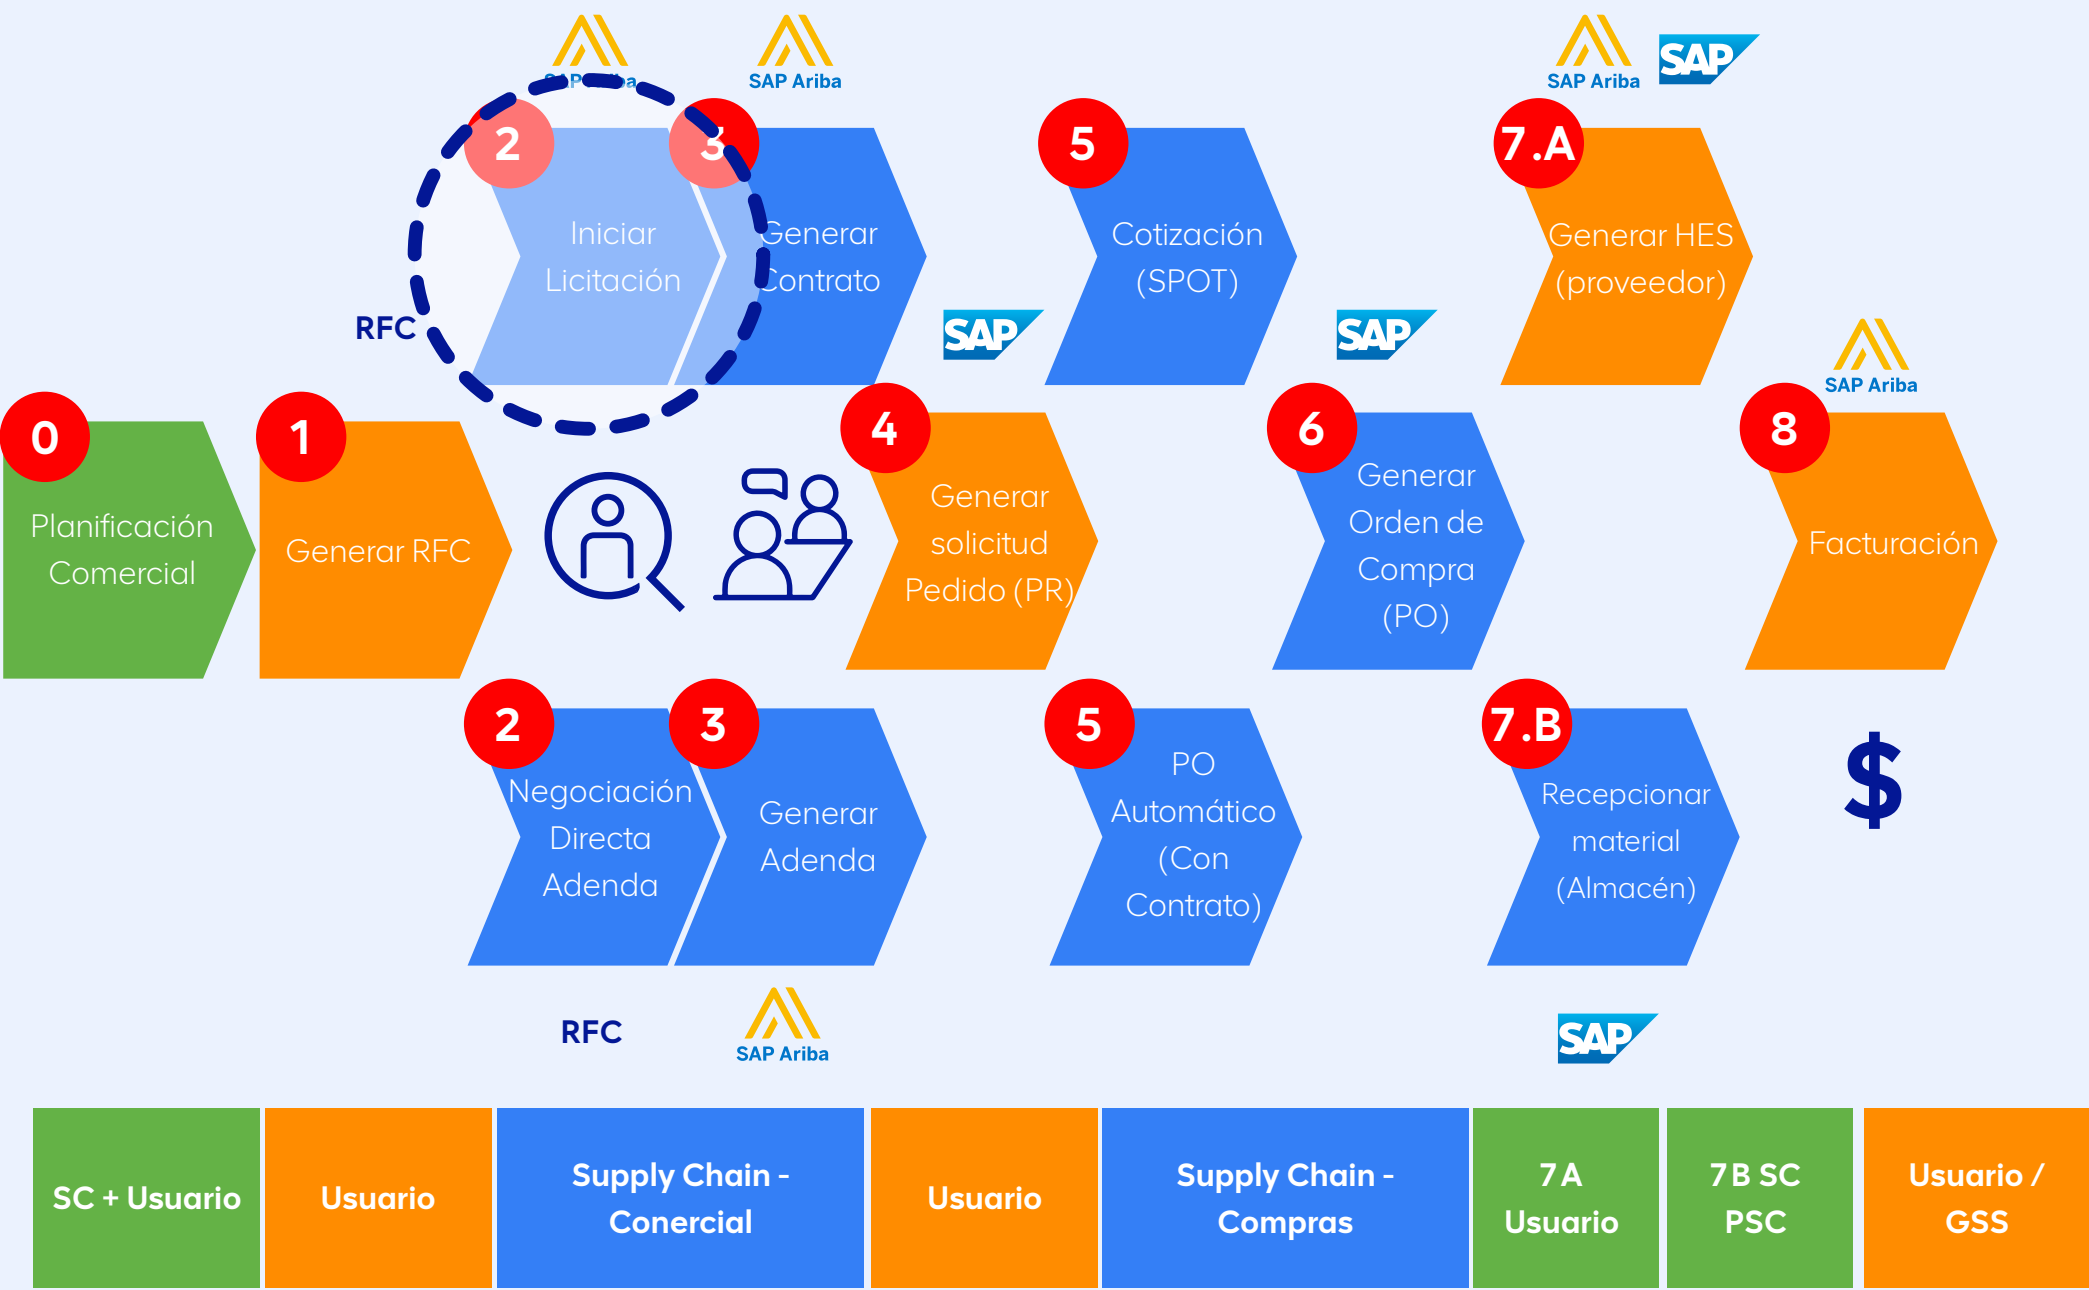 SAP Ariba
SAP Ariba
SAP Ariba
SAP
2
Iniciar
Licitación
3
Generar
Contrato
5
Cotización
(SPOT)
7.A
Generar HES
(proveedor)
RFC
SAP
SAP
SAP Ariba
0
Planificación
Comercial
1
Generar RFC
4
Generar
solicitud
Pedido (PR)
6
Generar
Orden de
Compra
(PO)
8
Facturación
2
Negociación
Directa
Adenda
3
Generar
Adenda
5
PO
Automático
(Con
Contrato)
7.B
Recepcionar
material
(Almacén)
$
RFC
SAP Ariba
SAP
SC + Usuario
Usuario
Supply Chain -
Conercial
Usuario
Supply Chain -
Compras
7A
Usuario
7B SC
PSC
Usuario /
GSS